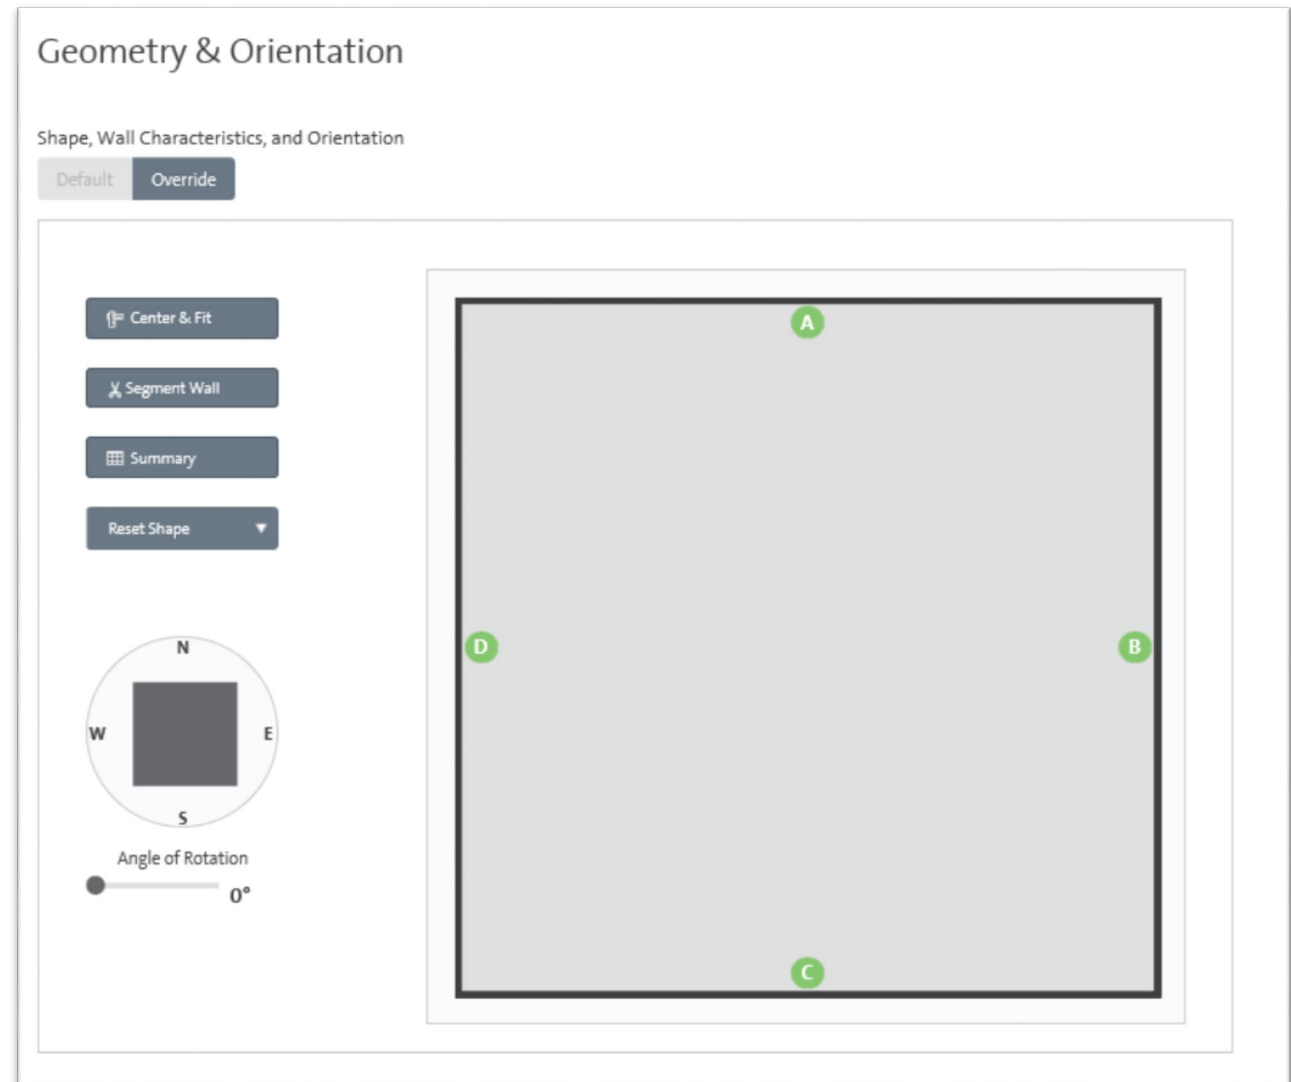 Geometry & Orientation
Shape, Wall Characteristics, and Orientation
Default Override
Center & Fit
Segment Wall
Summary
Reset Shape
A
D
B
C
N
W E
S
Angle of Rotation
0°